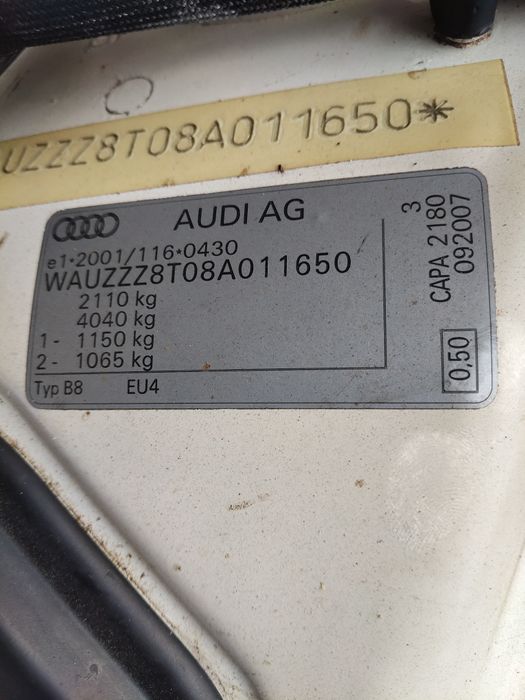 UZZZ8T08A011650*
AUDI AG
e1*2001/116*0430
WAUZZZ8T08A011650
2110 kg
4040 kg
1- 1150 kg
2- 1065 kg
Typ B8 EU4
3
CAPA 2180
092007
0,50